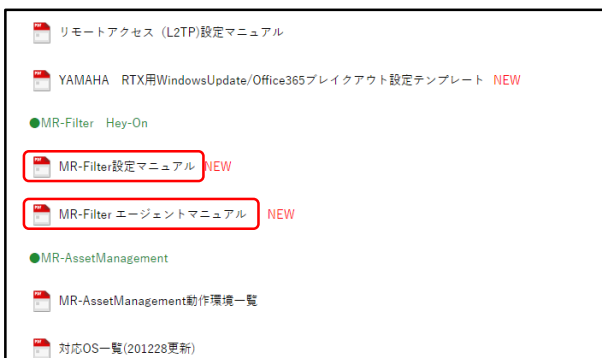 リモートアクセス（L2TP)設定マニュアル
YAMAHA　RTX用WindowsUpdate/Office365ブレイクアウト設定テンプレート NEW
●MR-Filter　Hey-On
MR-Filter設定マニュアル NEW
MR-Filter エージェントマニュアル NEW
●MR-AssetManagement
MR-AssetManagement動作環境一覧
対応OS一覧(201228更新)